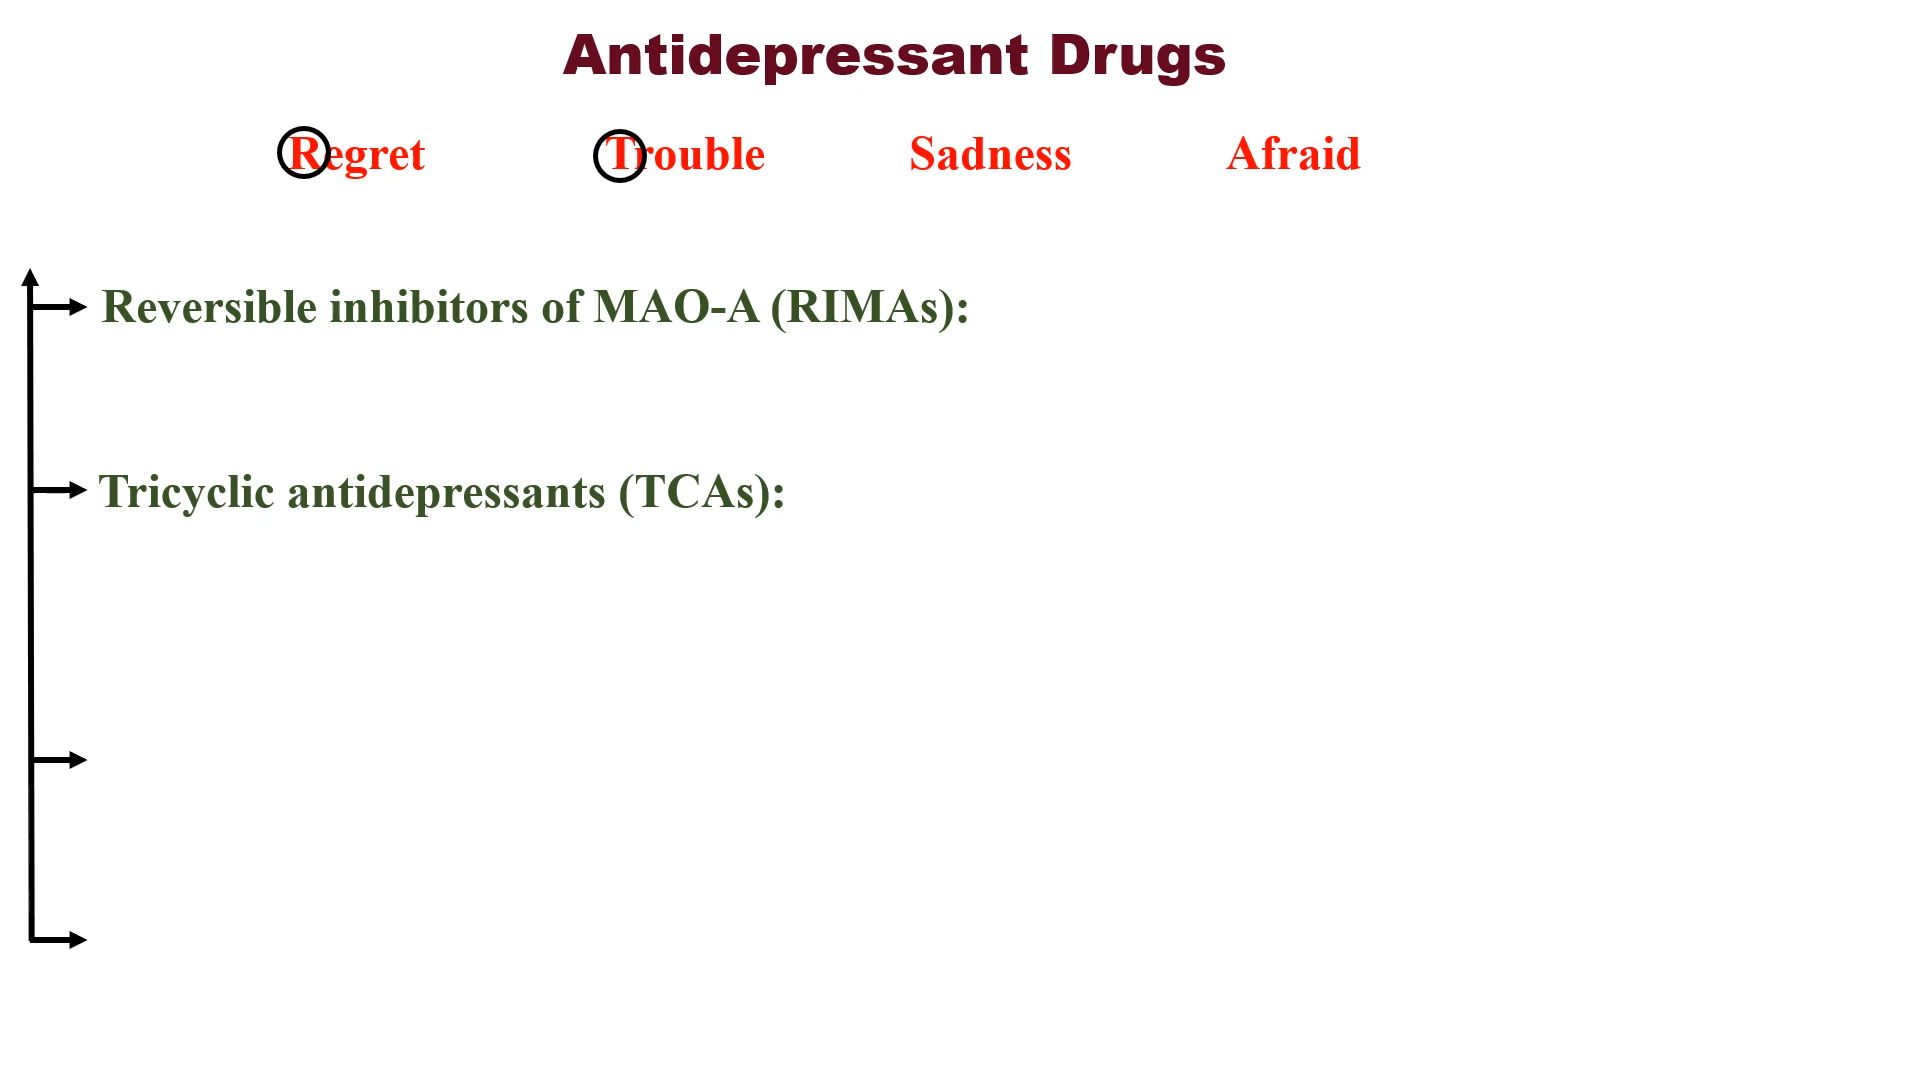 Antidepressant Drugs
Regret Trouble Sadness Afraid
Reversible inhibitors of MAO-A (RIMAs):
Tricyclic antidepressants (TCAs):